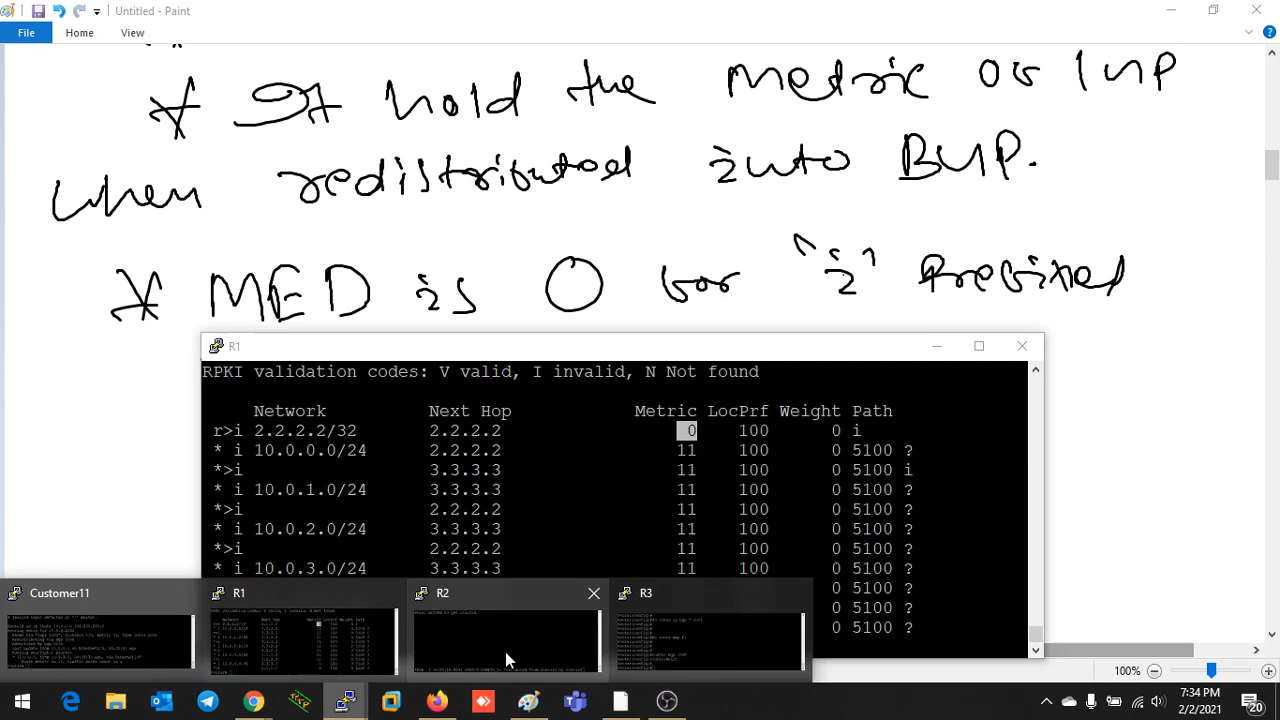 Untitled - Paint
File Home View
It hold the metric or IGP
when redistributed into BGP.
* MED is 0 for "i" Prefixes
R1
RPKI validation codes: V valid, I invalid, N Not found
Network Next Hop Metric LocPrf Weight Path
r>i 2.2.2.2/32 2.2.2.2 0 100 0 i
* i 10.0.0.0/24 2.2.2.2 11 100 0 5100 ?
*>i 3.3.3.3 11 100 0 5100 i
* i 10.0.1.0/24 3.3.3.3 11 100 0 5100 ?
*>i 2.2.2.2 11 100 0 5100 ?
* i 10.0.2.0/24 3.3.3.3 11 100 0 5100 ?
*>i 2.2.2.2 11 100 0 5100 ?
* i 10.0.3.0/24 3.3.3.3 11 100 0 5100 ?
0 5100 ?
0 5100 ?
0 5100 ?
Customer11 R1 R2 R3
100%
7:34 PM
2/2/2021
20